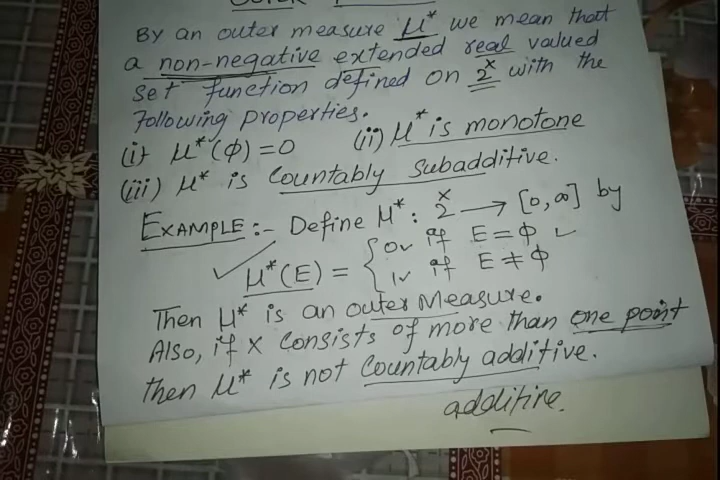 By an outer measure μ* we mean that
a non-negative extended real valued
set function defined on 2^X with the
following properties.
(i) μ*(ϕ) = 0 (ii) μ* is monotone
(iii) μ* is countably subadditive.
EXAMPLE:- Define μ*: 2^X → [0, ∞] by
μ*(E) = { 0 if E = ϕ
1 if E ≠ ϕ
Then μ* is an outer measure.
Also, if X consists of more than one point
then μ* is not countably additive.
additine.